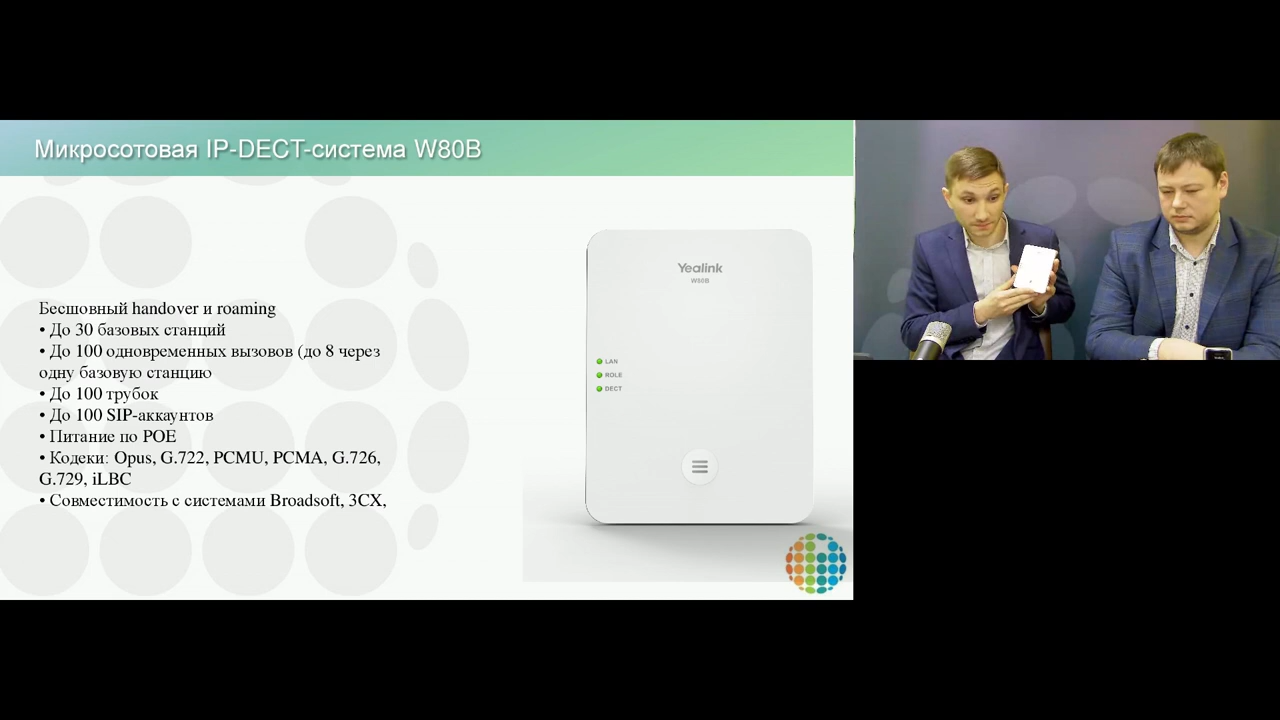 Микросотовая IP-DECT-система W80B
Бесшовный handover и roaming
• До 30 базовых станций
• До 100 одновременных вызовов (до 8 через
одну базовую станцию
• До 100 трубок
• До 100 SIP-аккаунтов
• Питание по POE
• Кодеки: Opus, G.722, PCMU, PCMA, G.726,
G.729, iLBC
• Совместимость с системами Broadsoft, 3CX,
Yealink
W80B
LAN
ROLE
DECT